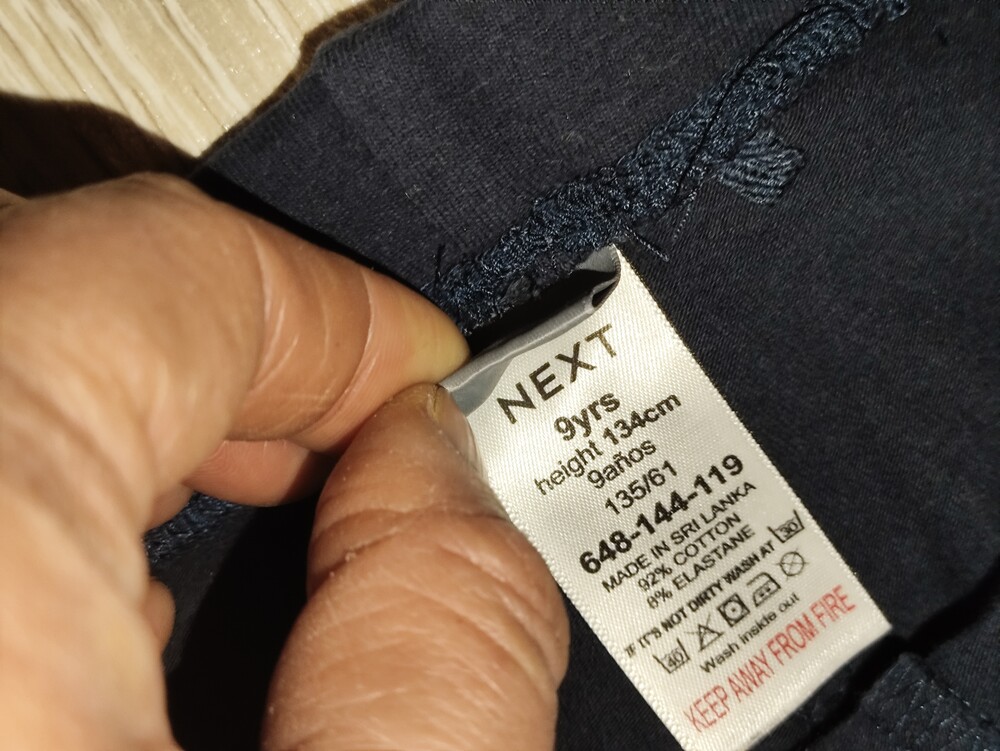 NEXT
9yrs
height 134cm
9años
135/61
648-144-119
MADE IN SRI LANKA
92% COTTON
8% ELASTANE
IF IT'S NOT DIRTY WASH AT 30
40
Wash inside out
KEEP AWAY FROM FIRE